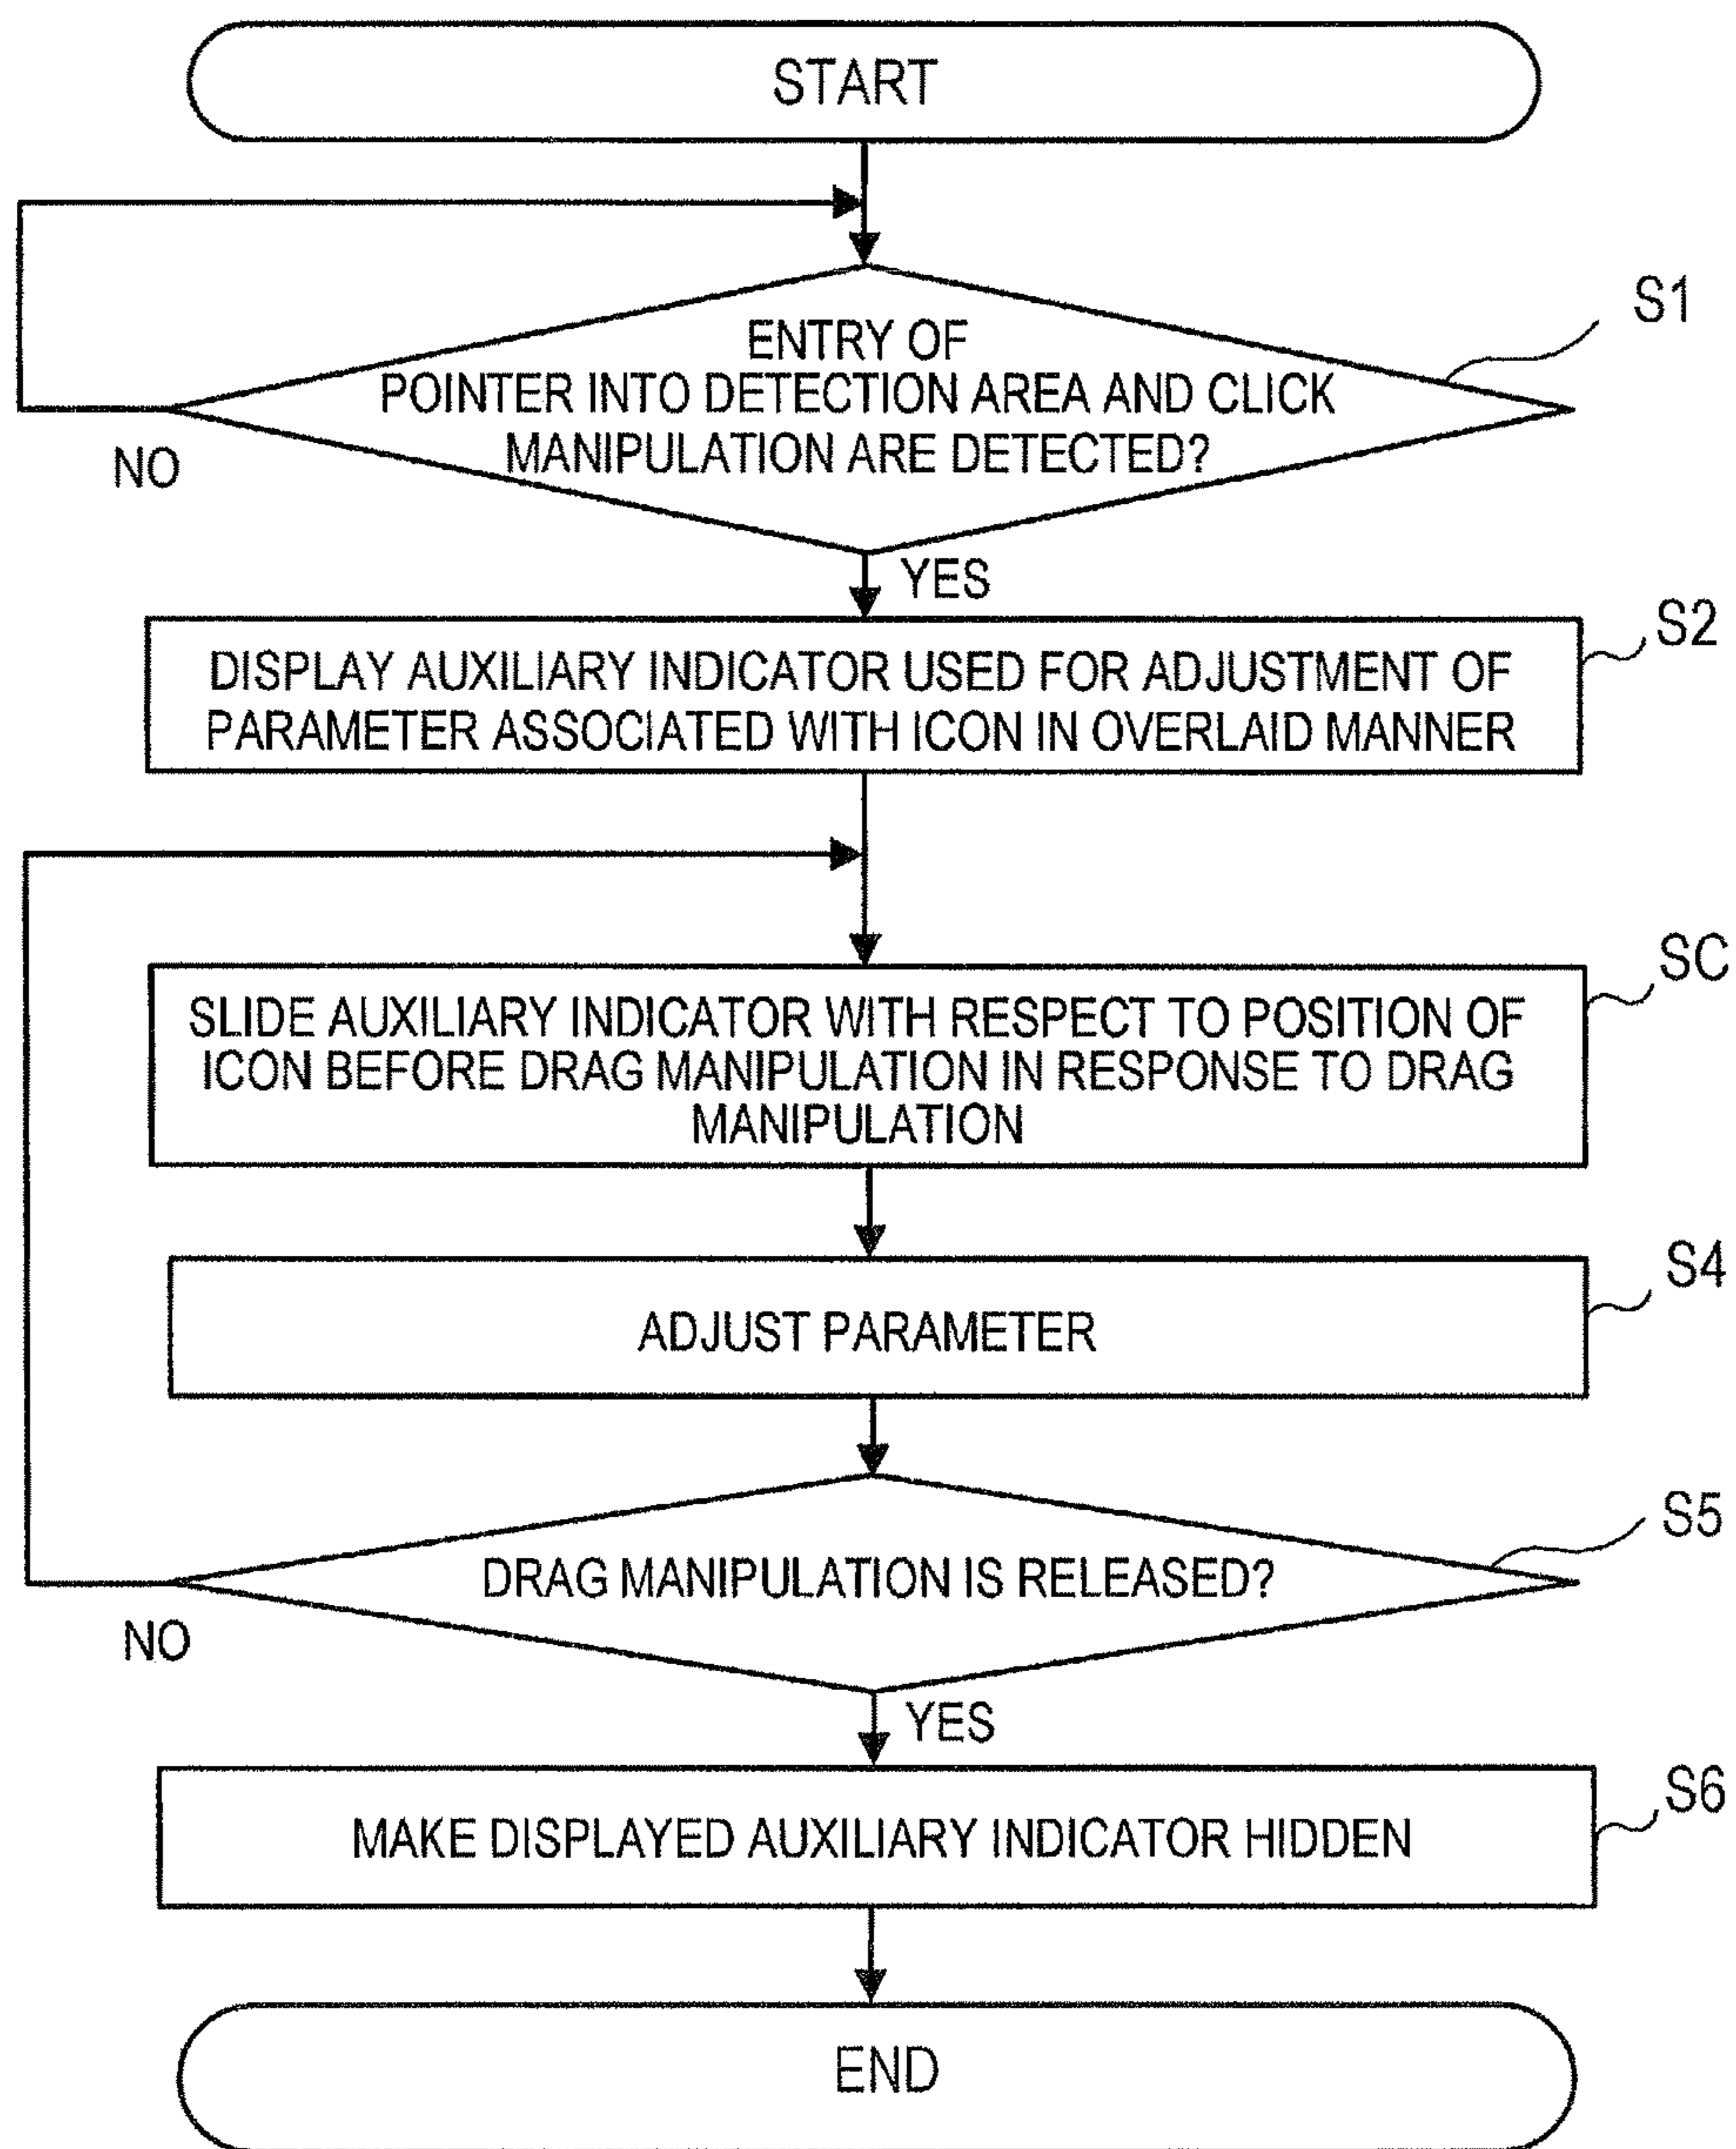 START
S1
ENTRY OF
POINTER INTO DETECTION AREA AND CLICK
MANIPULATION ARE DETECTED?
NO
YES
S2
DISPLAY AUXILIARY INDICATOR USED FOR ADJUSTMENT OF
PARAMETER ASSOCIATED WITH ICON IN OVERLAID MANNER
SC
SLIDE AUXILIARY INDICATOR WITH RESPECT TO POSITION OF
ICON BEFORE DRAG MANIPULATION IN RESPONSE TO DRAG
MANIPULATION
S4
ADJUST PARAMETER
S5
DRAG MANIPULATION IS RELEASED?
NO
YES
S6
MAKE DISPLAYED AUXILIARY INDICATOR HIDDEN
END